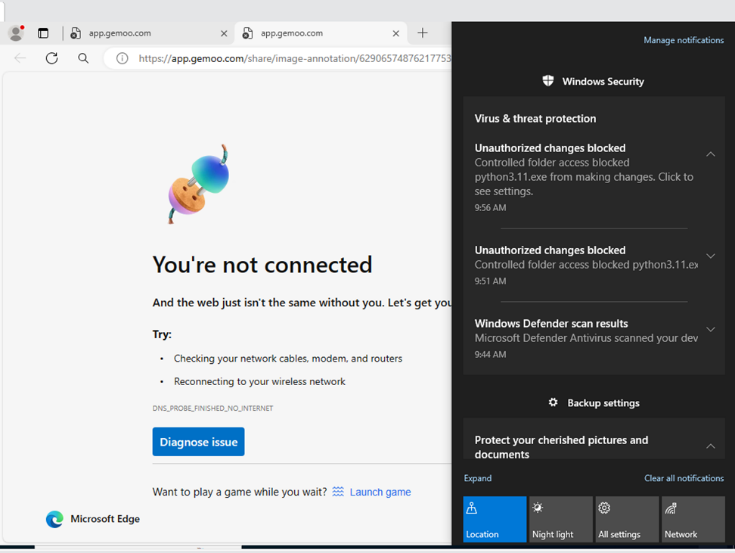 app.gemoo.com
app.gemoo.com
https://app.gemoo.com/share/image-annotation/62906574876217753
You're not connected
And the web just isn't the same without you. Let's get you
Try:
• Checking your network cables, modem, and routers
• Reconnecting to your wireless network
DNS_PROBE_FINISHED_NO_INTERNET
Diagnose issue
Want to play a game while you wait? Launch game
Microsoft Edge
Manage notifications
Windows Security
Virus & threat protection
Unauthorized changes blocked
Controlled folder access blocked
python3.11.exe from making changes. Click to
see settings.
9:56 AM
Unauthorized changes blocked
Controlled folder access blocked python3.11.ex
9:51 AM
Windows Defender scan results
Microsoft Defender Antivirus scanned your dev
9:44 AM
Backup settings
Protect your cherished pictures and
documents
Expand
Clear all notifications
Location
Night light
All settings
Network